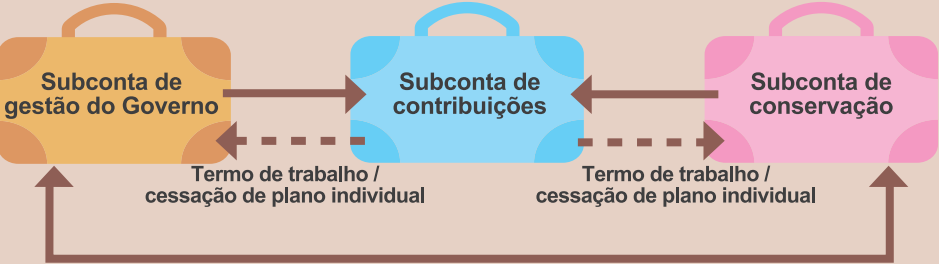 Subconta de
gestão do Governo
Subconta de
contribuições
Subconta de
conservação
Termo de trabalho /
cessação de plano individual
Termo de trabalho /
cessação de plano individual